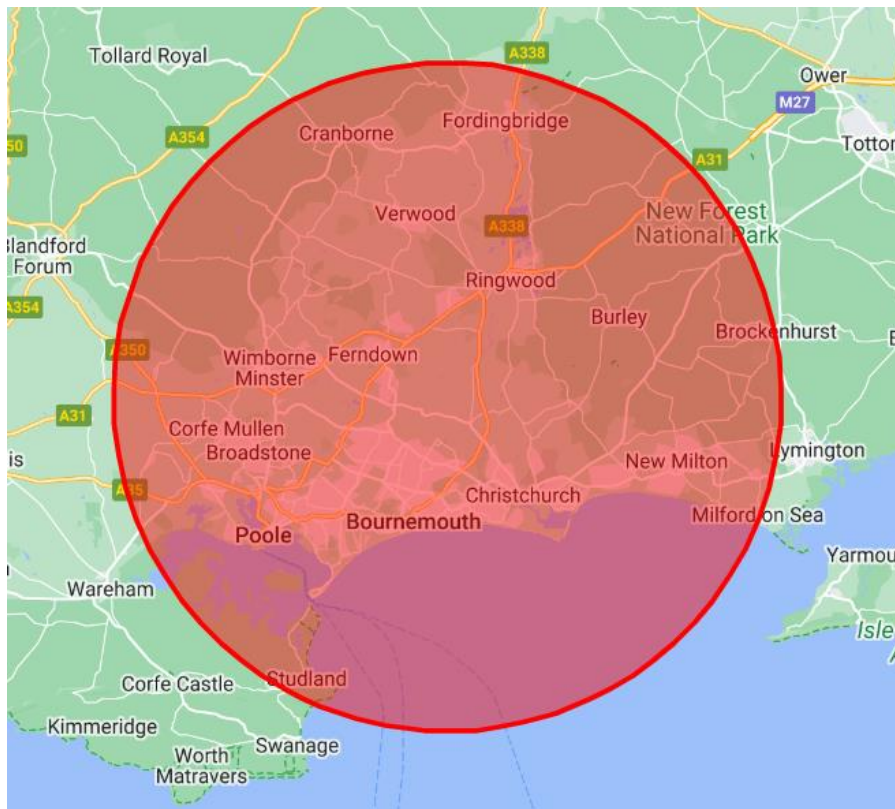 A338
Tollard Royal
Ower
M27
A354
50
Cranborne
Fordingbridge
Totto
A31
Verwood
New Forest
National Park
A338
Blandford
Forum
Ringwood
A354
Burley
Brockenhurst
A350
Wimborne
Minster
Ferndown
A31
Corfe Mullen
Broadstone
Lymington
is
New Milton
A35
Christchurch
Milford on Sea
Bournemouth
Poole
Yarmou
Wareham
Isle
Studland
Corfe Castle
Kimmeridge
Swanage
Worth
Matravers